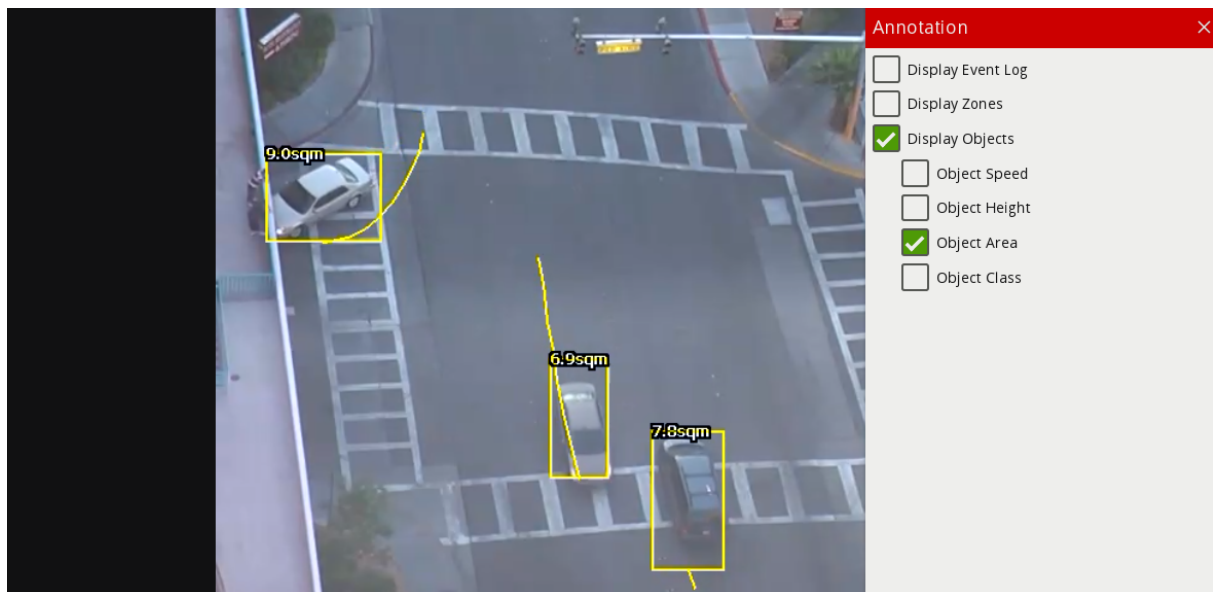 Annotation
Display Event Log
Display Zones
Display Objects
Object Speed
Object Height
Object Area
Object Class
9.0sqm
6.9sqm
7.8sqm